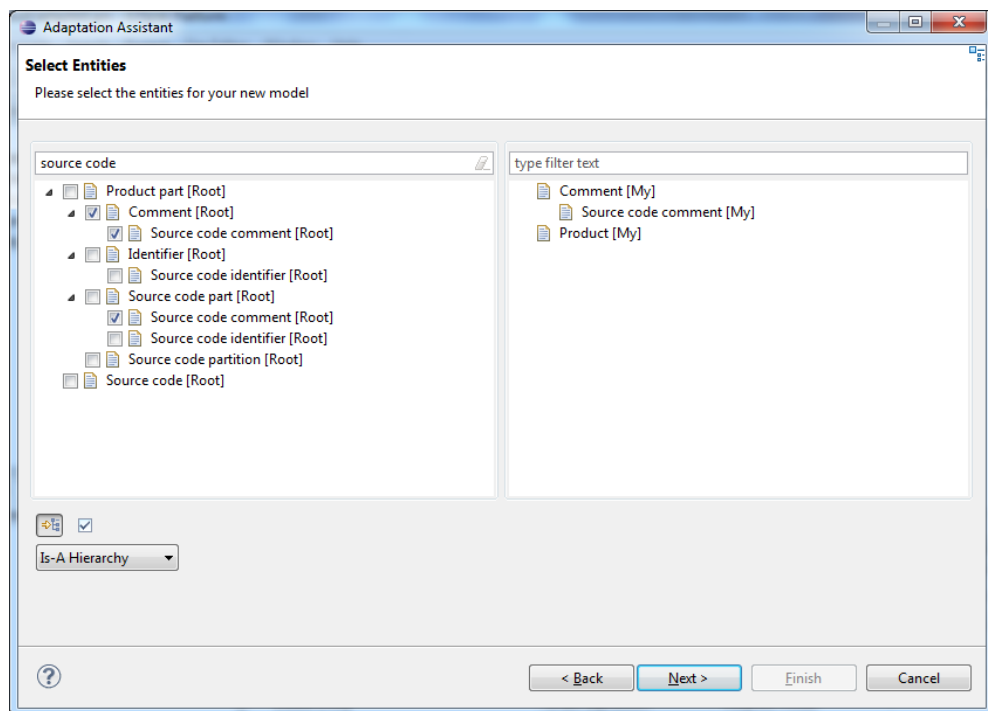 Adaptation Assistant
Select Entities
Please select the entities for your new model
source code
Product part [Root]
Comment [Root]
Source code comment [Root]
Identifier [Root]
Source code identifier [Root]
Source code part [Root]
Source code comment [Root]
Source code identifier [Root]
Source code partition [Root]
Source code [Root]
type filter text
Comment [My]
Source code comment [My]
Product [My]
Is-A Hierarchy
< Back
Next >
Finish
Cancel